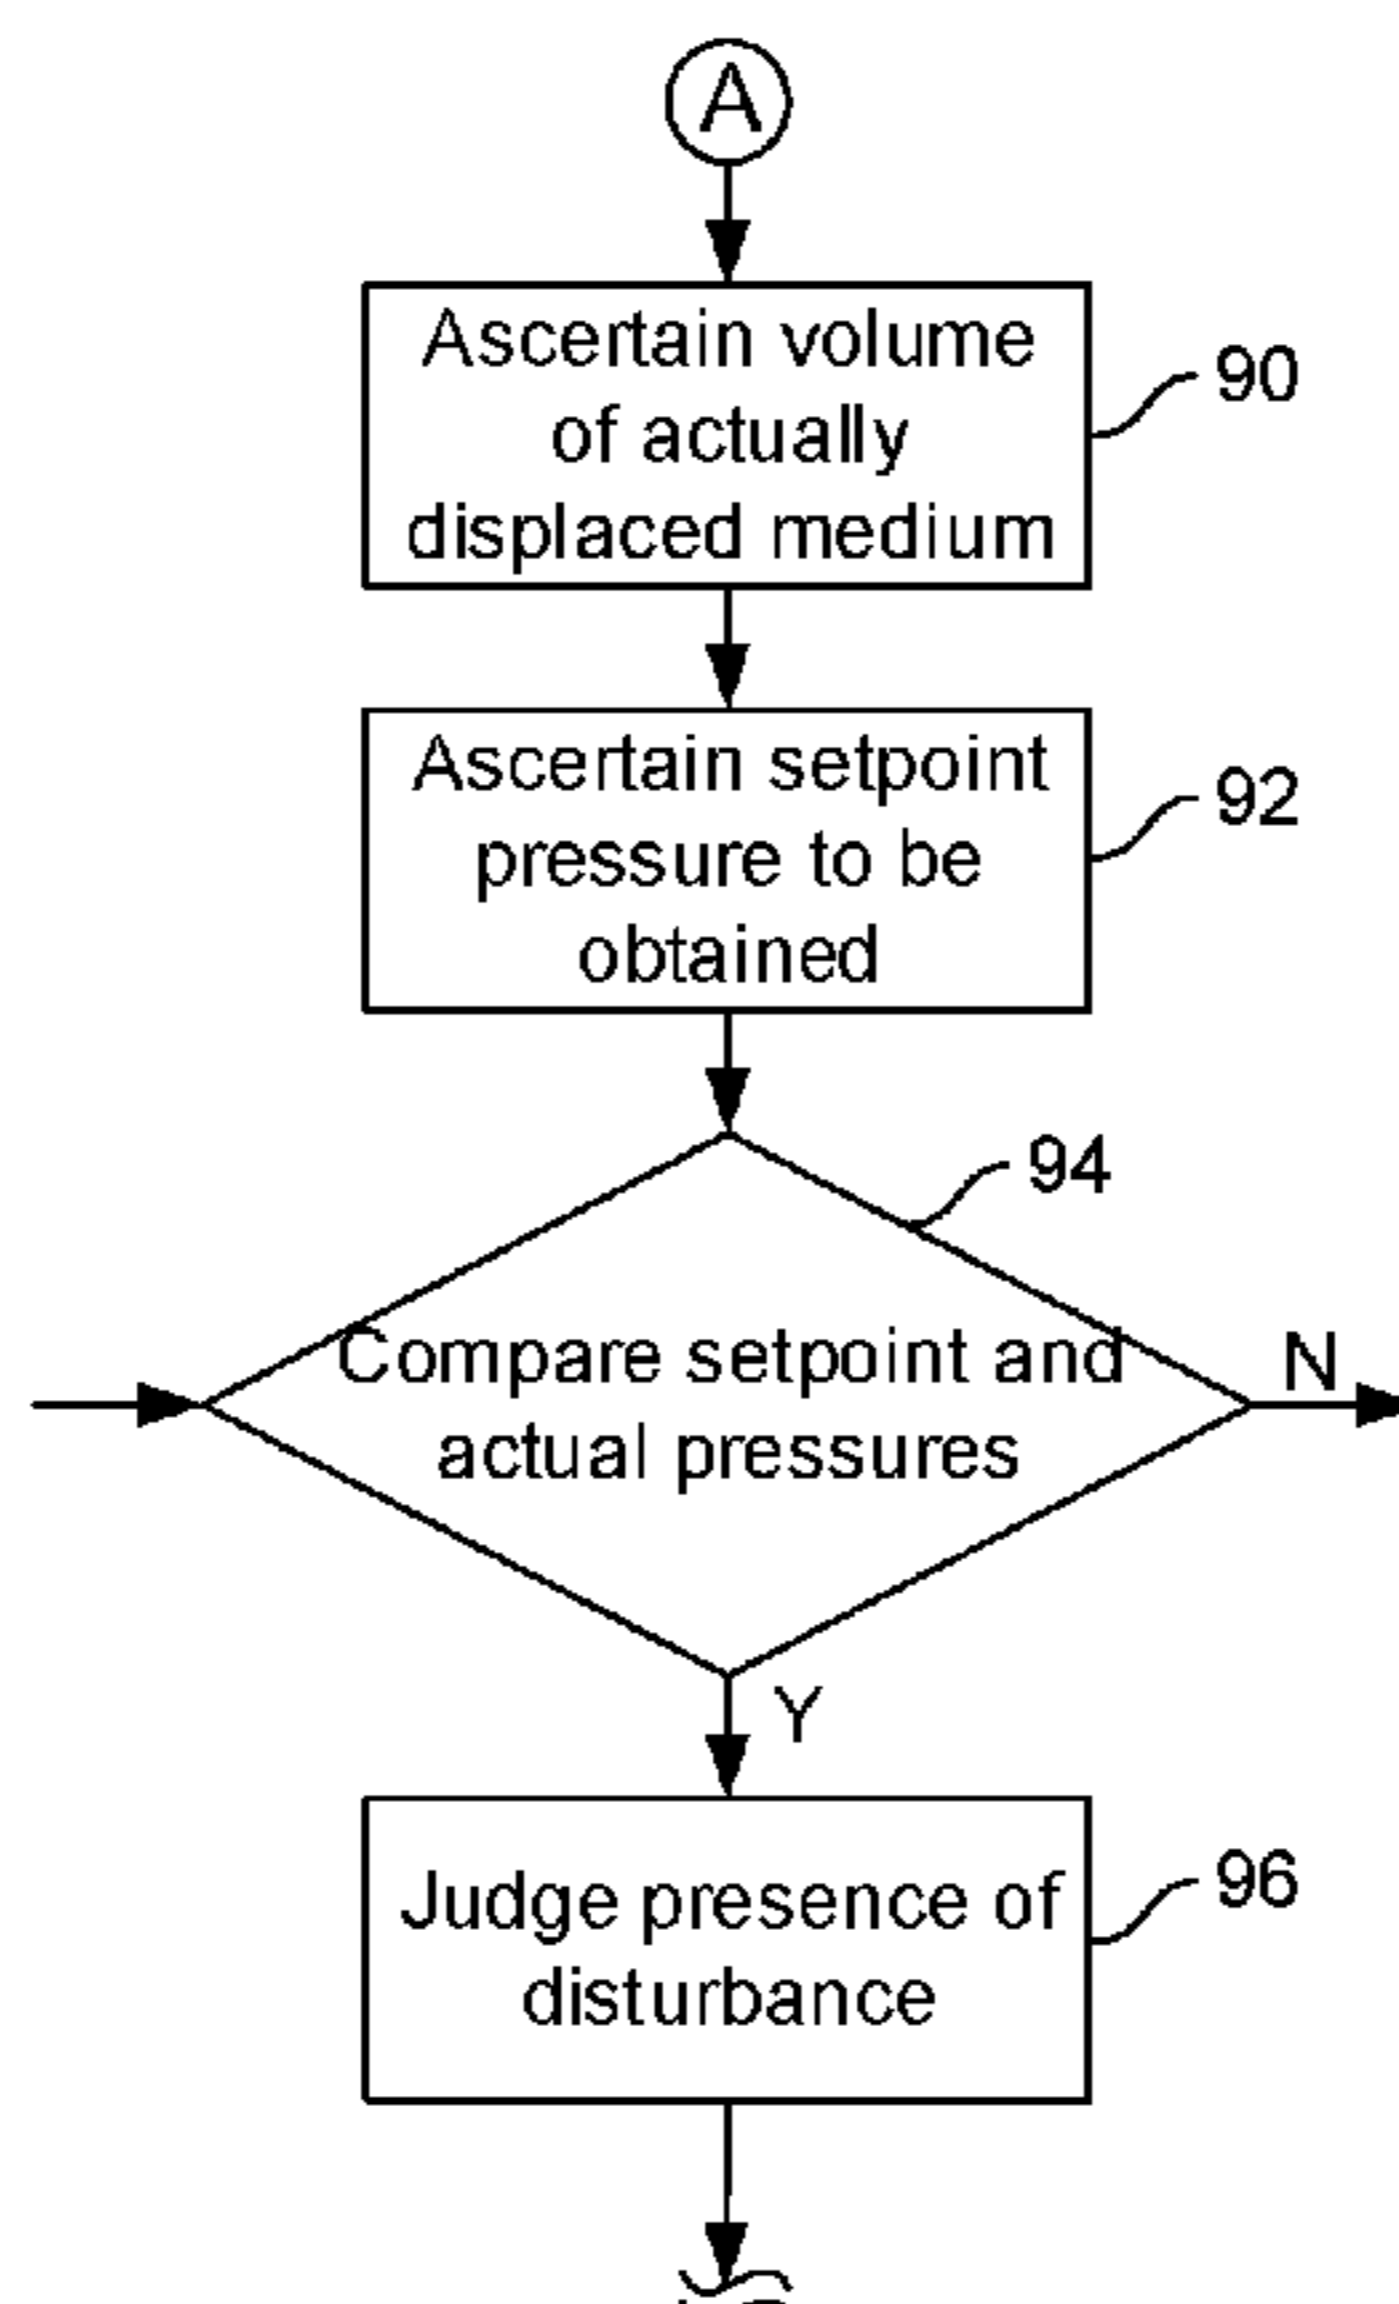 A
Ascertain volume
of actually
displaced medium
90
Ascertain setpoint
pressure to be
obtained
92
94
Compare setpoint and
actual pressures
N
Y
Judge presence of
disturbance
96